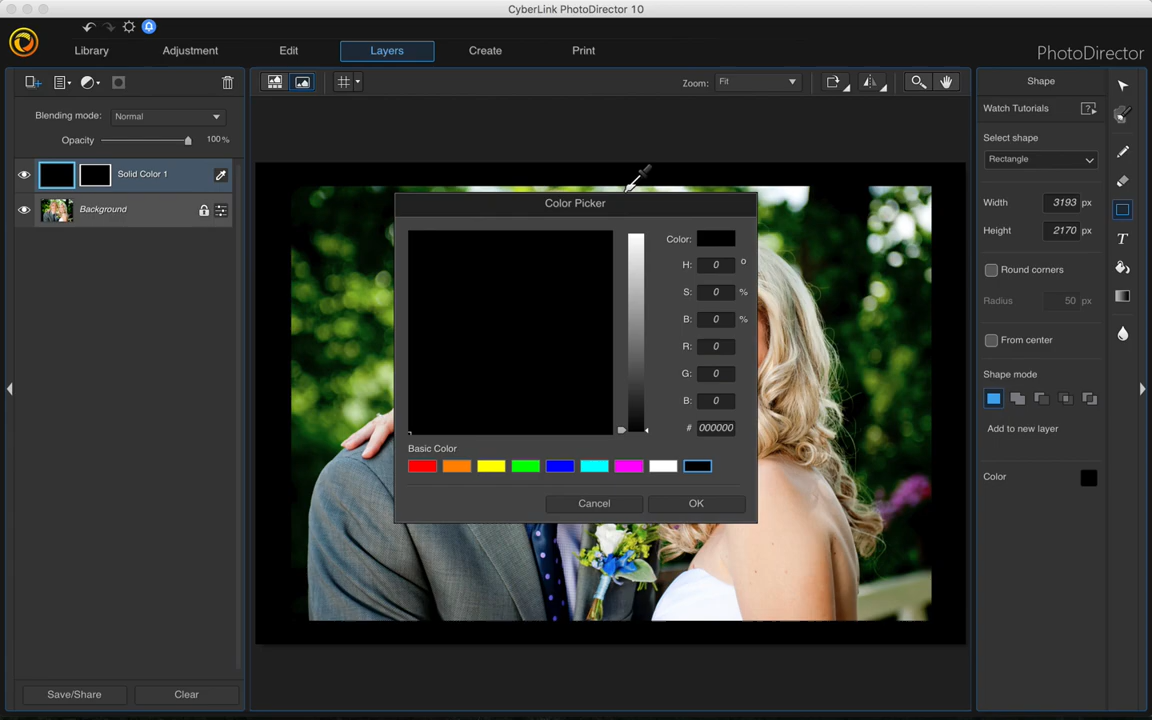 CyberLink PhotoDirector 10
Library Adjustment Edit Layers Create Print
PhotoDirector
Zoom: Fit
Shape
Blending mode: Normal
Watch Tutorials
Opacity 100%
Select shape
Rectangle
Solid Color 1
Background
Width 3193 px
Height 2170 px
Round corners
Radius 50 px
From center
Shape mode
Add to new layer
Color
Color Picker
Color:
H: 0 °
S: 0 %
B: 0 %
R: 0
G: 0
B: 0
# 000000
Basic Color
Cancel OK
Save/Share Clear